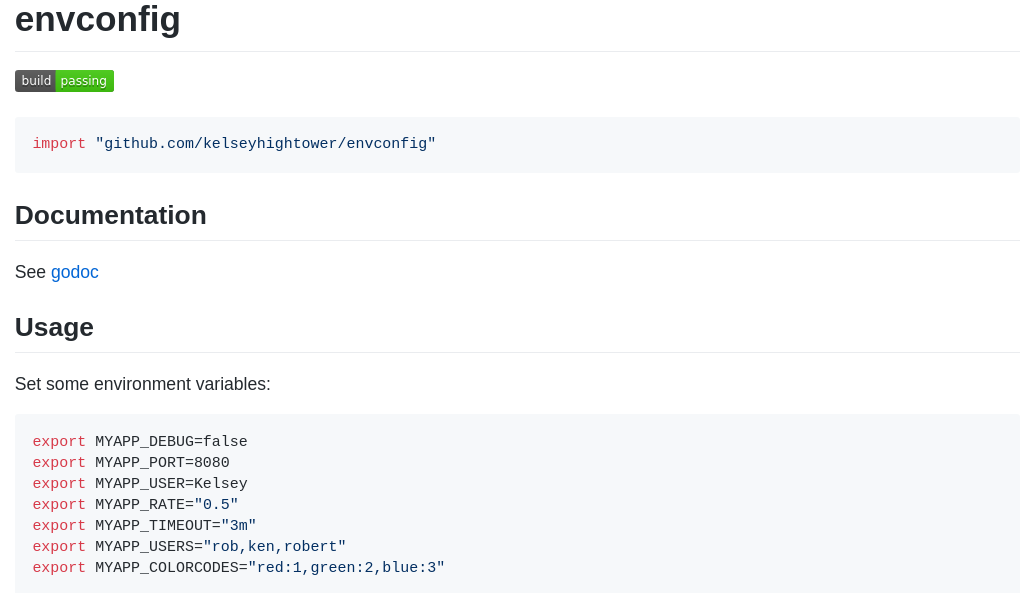 envconfig
build passing
import "github.com/kelseyhightower/envconfig"
Documentation
See godoc
Usage
Set some environment variables:
export MYAPP_DEBUG=false
export MYAPP_PORT=8080
export MYAPP_USER=Kelsey
export MYAPP_RATE="0.5"
export MYAPP_TIMEOUT="3m"
export MYAPP_USERS="rob,ken,robert"
export MYAPP_COLORCODES="red:1,green:2,blue:3"